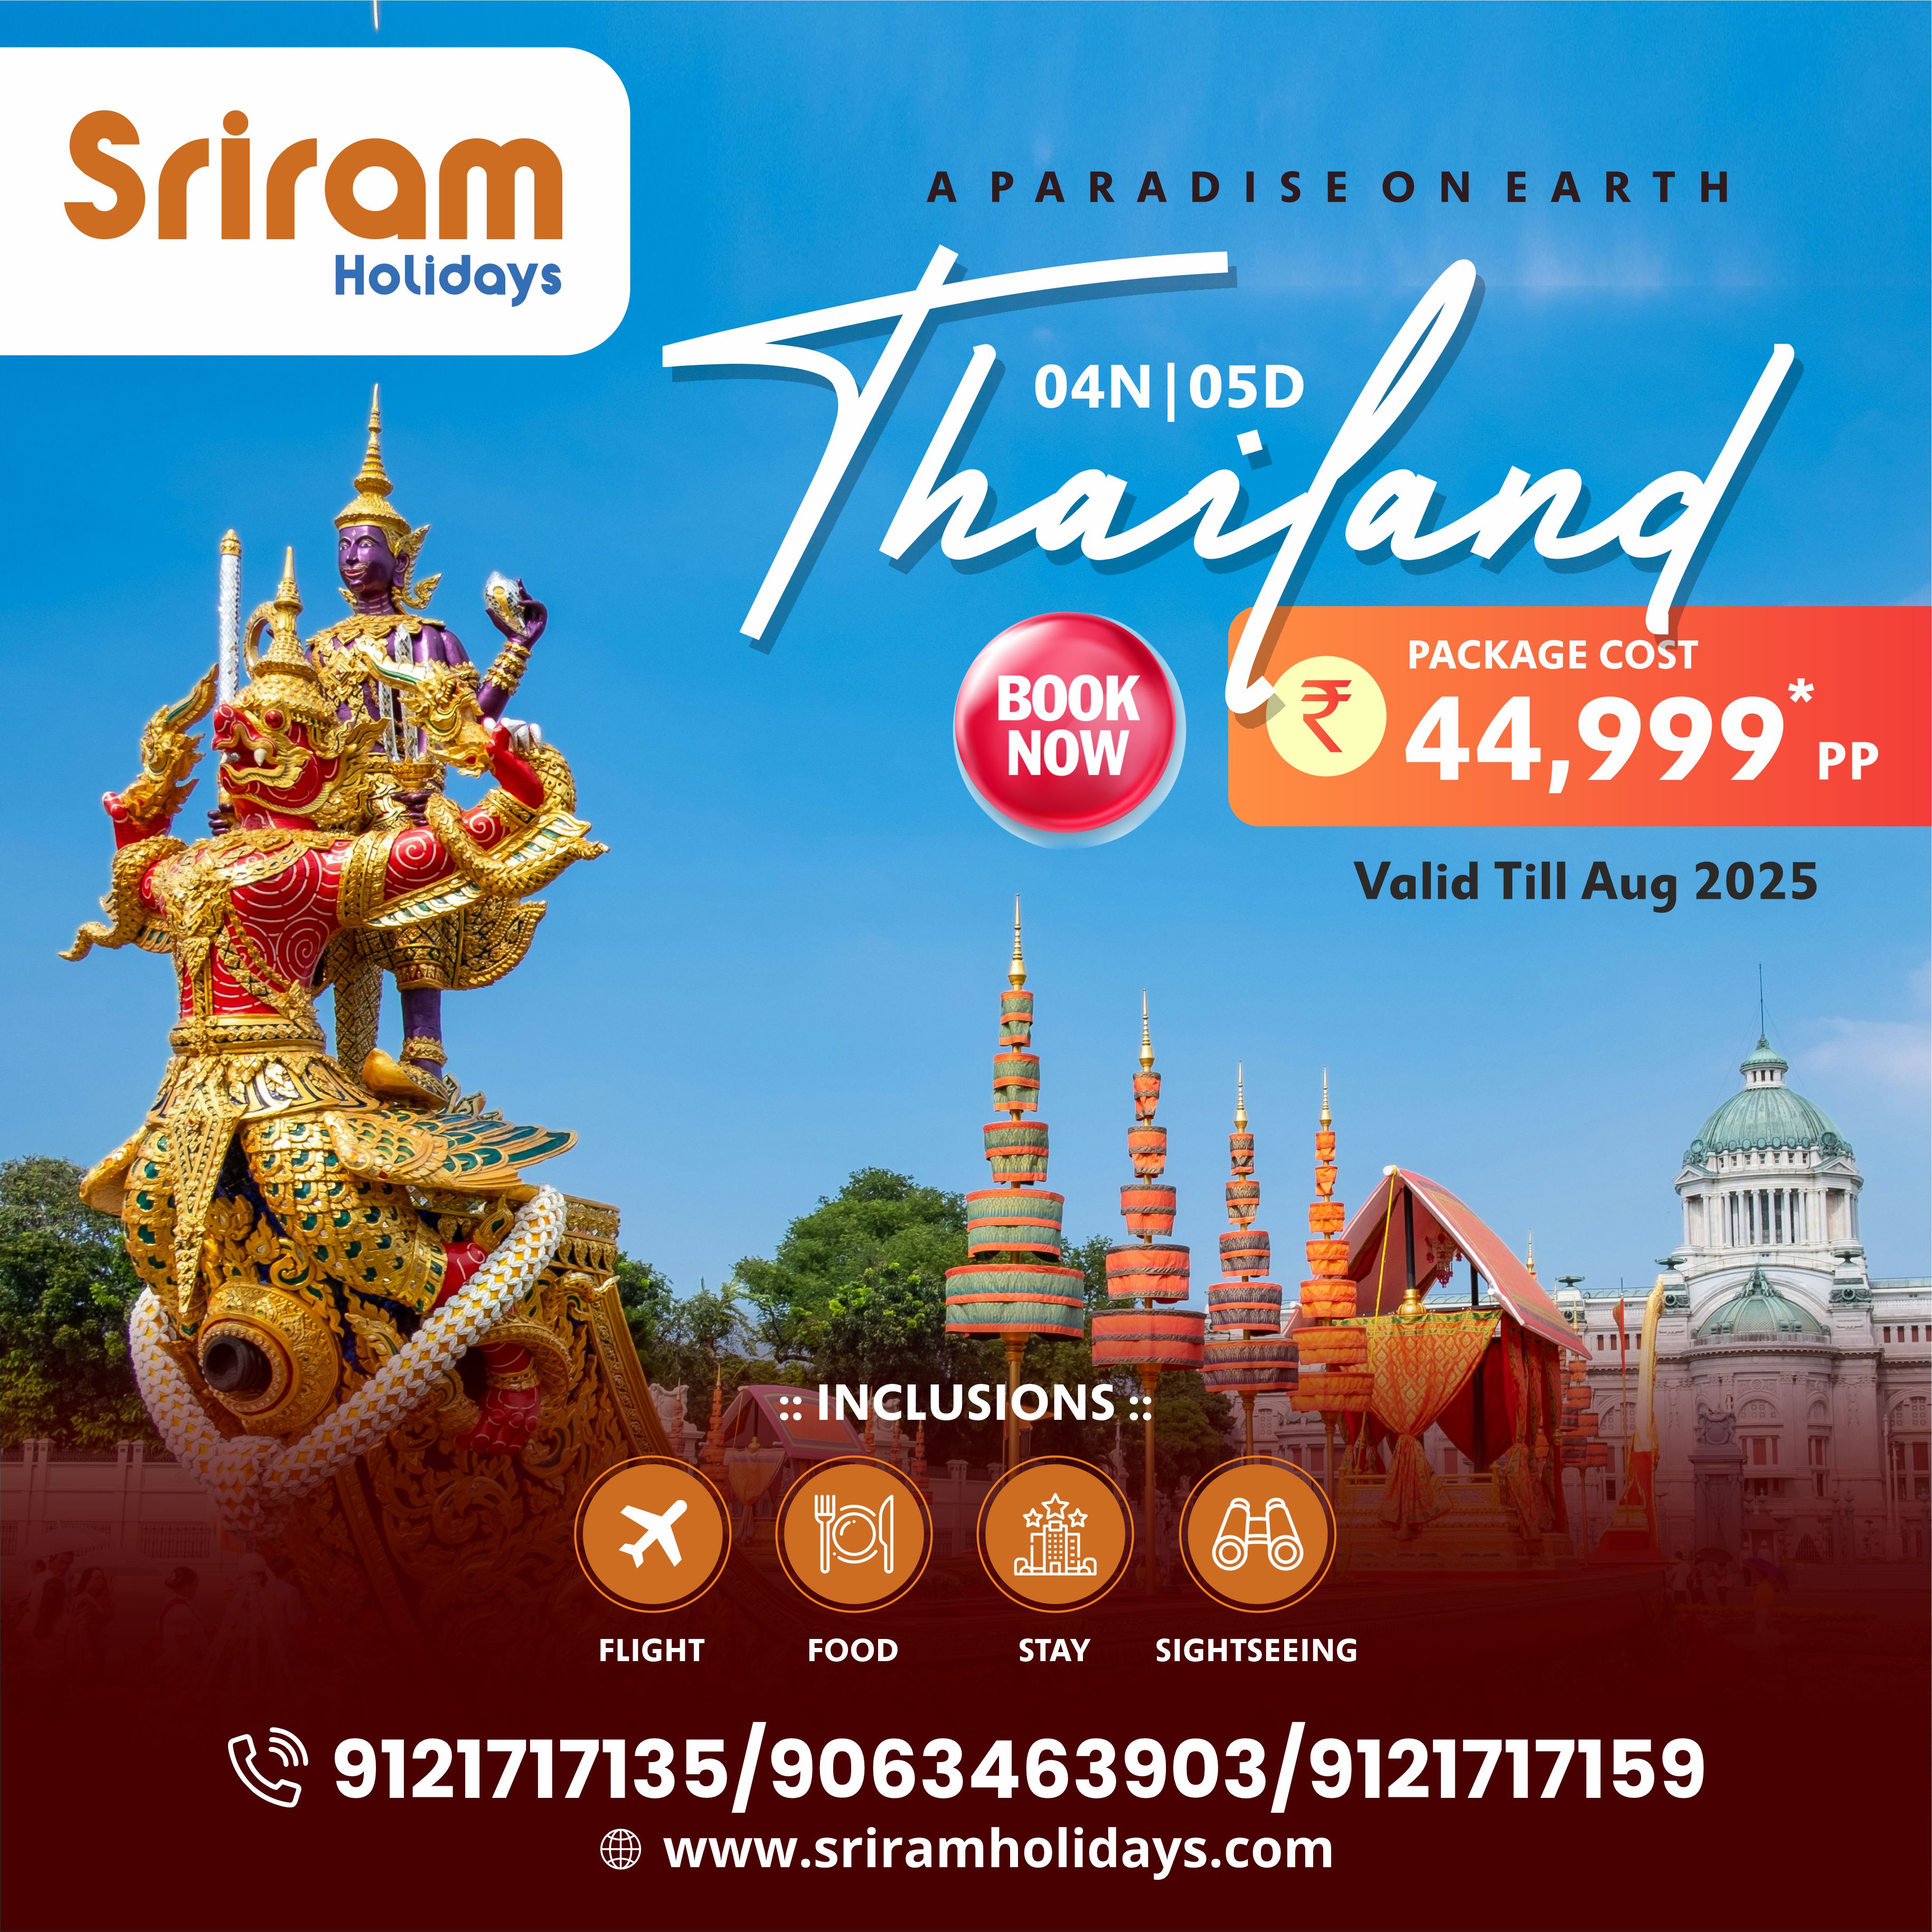 Sriram
Holidays
A PARADISE ON EARTH
Thailand
04N|05D
BOOK
NOW
PACKAGE COST
₹ 44,999* PP
Valid Till Aug 2025
:: INCLUSIONS ::
FLIGHT FOOD STAY SIGHTSEEING
9121717135/9063463903/9121717159
www.sriramholidays.com